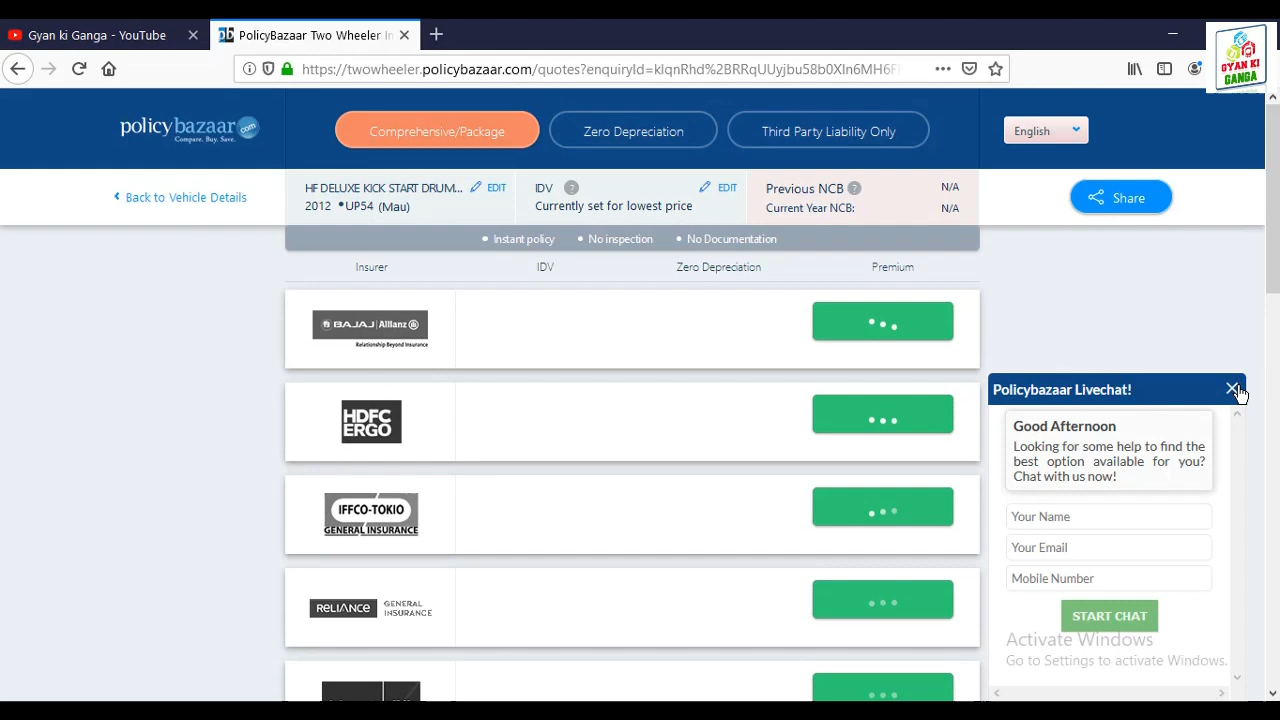 Gyan ki Ganga - YouTube
PolicyBazaar Two Wheeler In
GYAN KI
GANGA
https://twowheeler.policybazaar.com/quotes?enquiryId=
policybazaar.com
Compare. Buy. Save.
Comprehensive/Package
Zero Depreciation
Third Party Liability Only
English
Back to Vehicle Details
HF DELUXE KICK START DRUM...
EDIT
2012 •UP54 (Mau)
IDV ?
EDIT
Currently set for lowest price
Previous NCB ?
N/A
Current Year NCB:
N/A
Share
• Instant policy • No inspection • No Documentation
Insurer
IDV
Zero Depreciation
Premium
BAJAJ | Allianz
Relationship Beyond Insurance
HDFC
ERGO
IFFCO-TOKIO
GENERAL INSURANCE
RELIANCE
GENERAL
INSURANCE
Policybazaar Livechat!
Good Afternoon
Looking for some help to find the
best option available for you?
Chat with us now!
Your Name
Your Email
Mobile Number
START CHAT
Activate Windows
Go to Settings to activate Windows.